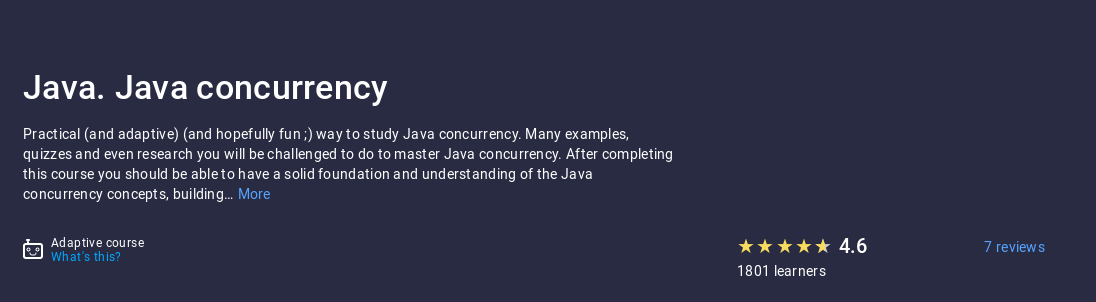 Java. Java concurrency
Practical (and adaptive) (and hopefully fun ;) way to study Java concurrency. Many examples,
quizzes and even research you will be challenged to do to master Java concurrency. After completing
this course you should be able to have a solid foundation and understanding of the Java
concurrency concepts, building... More
Adaptive course
What's this?
4.6
7 reviews
1801 learners